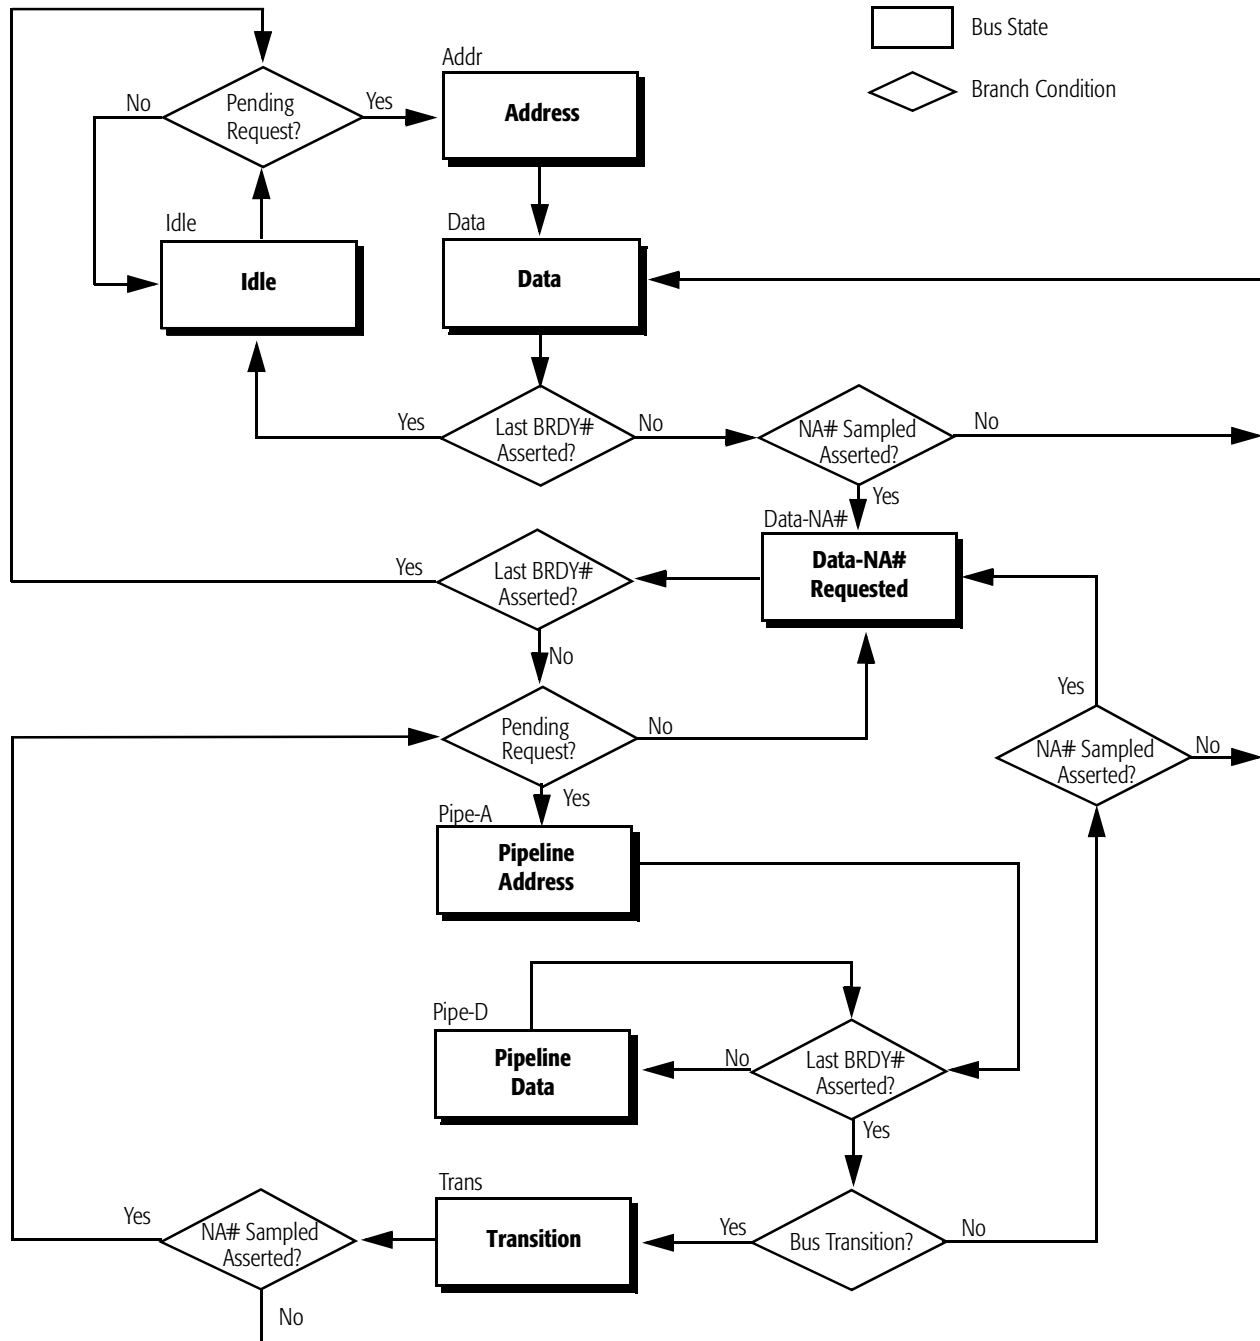 Bus State
Addr
Branch Condition
No
Pending
Request?
Yes
Address
Idle
Data
Idle
Data
Yes
Last BRDY#
Asserted?
No
NA# Sampled
Asserted?
No
Yes
Data-NA#
Data-NA#
Requested
Yes
Last BRDY#
Asserted?
No
Yes
Pending
Request?
No
NA# Sampled
Asserted?
No
Yes
Pipe-A
Pipeline
Address
Pipe-D
Pipeline
Data
No
Last BRDY#
Asserted?
Yes
Trans
Yes
NA# Sampled
Asserted?
Transition
Yes
Bus Transition?
No
No